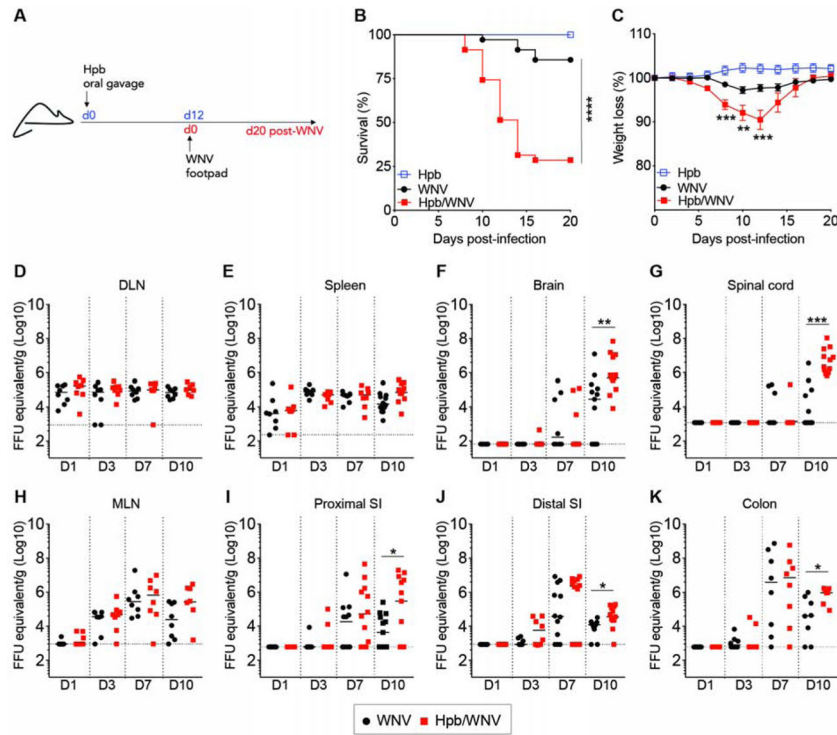 A
Hpb
oral gavage
d0
d12
d0
d20 post-WNV
WNV
footpad
B
Survival (%)
100
75
50
25
0
****
Hpb
WNV
Hpb/WNV
0
5
10
15
20
Days post-infection
C
Weight loss (%)
110
100
90
***
**
***
Hpb
WNV
Hpb/WNV
0
5
10
15
20
Days post-infection
D
DLN
FFU equivalent/g (Log10)
10
8
6
4
2
D1 D3 D7 D10
E
Spleen
FFU equivalent/g (Log10)
10
8
6
4
2
D1 D3 D7 D10
F
Brain
FFU equivalent/g (Log10)
10
8
6
4
2
**
D1 D3 D7 D10
G
Spinal cord
FFU equivalent/g (Log10)
10
8
6
4
2
***
D1 D3 D7 D10
H
MLN
FFU equivalent/g (Log10)
10
8
6
4
2
D1 D3 D7 D10
I
Proximal SI
FFU equivalent/g (Log10)
10
8
6
4
2
*
D1 D3 D7 D10
J
Distal SI
FFU equivalent/g (Log10)
10
8
6
4
2
*
D1 D3 D7 D10
K
Colon
FFU equivalent/g (Log10)
10
8
6
4
2
*
D1 D3 D7 D10
WNV Hpb/WNV